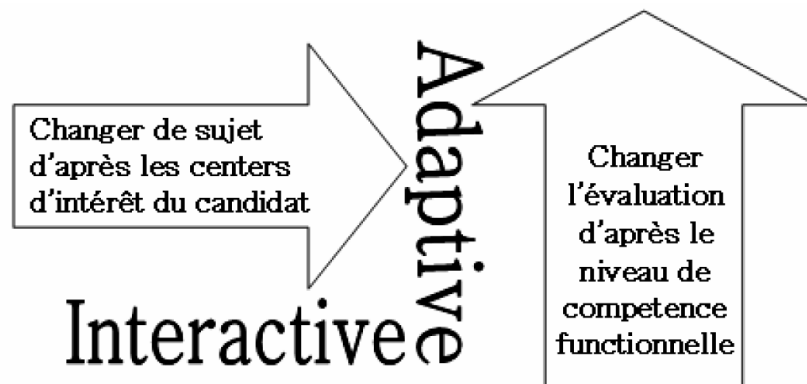 Changer de sujet
d'après les centers
d'intérêt du candidat
Interactive
Adaptive
Changer
l'évaluation
d'après le
niveau de
competence
functionnelle